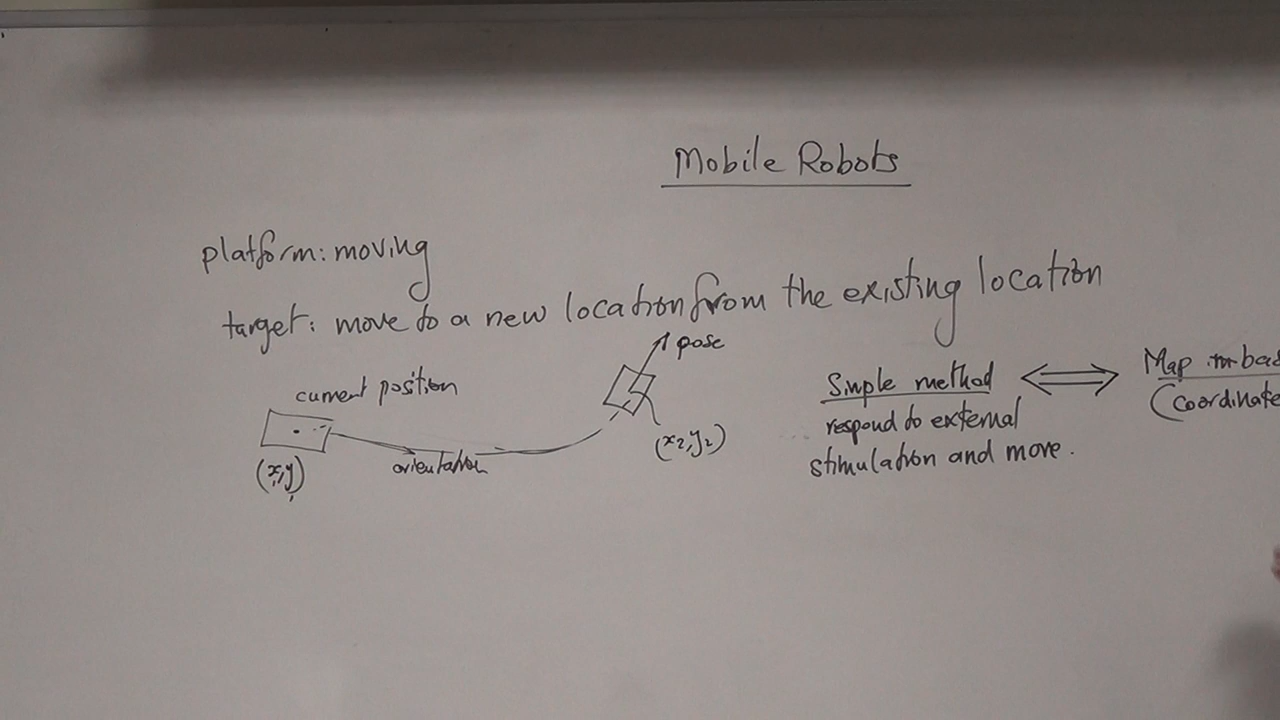 Mobile Robots
platform: moving
target: move to a new location from the existing location
pose
current position
(x,y)
orientation
(x₂,y₂)
Simple method
respond to external
stimulation and move.
Map
(Coordinate